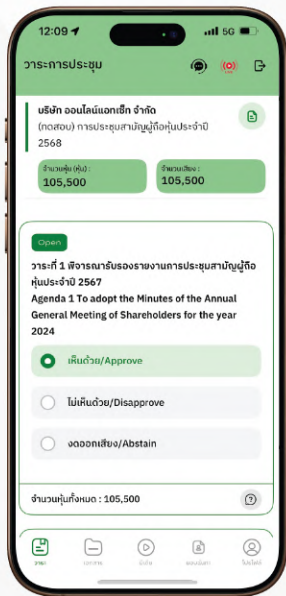 12:09
5G
วาระการประชุม
บริษัท ออนไลน์แอทเซ็ท จำกัด
(ทดสอบ) การประชุมสามัญผู้ถือหุ้นประจำปี
2568
จำนวนหุ้น (หุ้น) :
105,500
จำนวนเสียง :
105,500
Open
วาระที่ 1 พิจารณารับรองรายงานการประชุมสามัญผู้ถือ
หุ้นประจำปี 2567
Agenda 1 To adopt the Minutes of the Annual
General Meeting of Shareholders for the year
2024
เห็นด้วย/Approve
ไม่เห็นด้วย/Disapprove
งดออกเสียง/Abstain
จำนวนหุ้นทั้งหมด : 105,500
วาระ
เอกสาร
โปรไฟล์